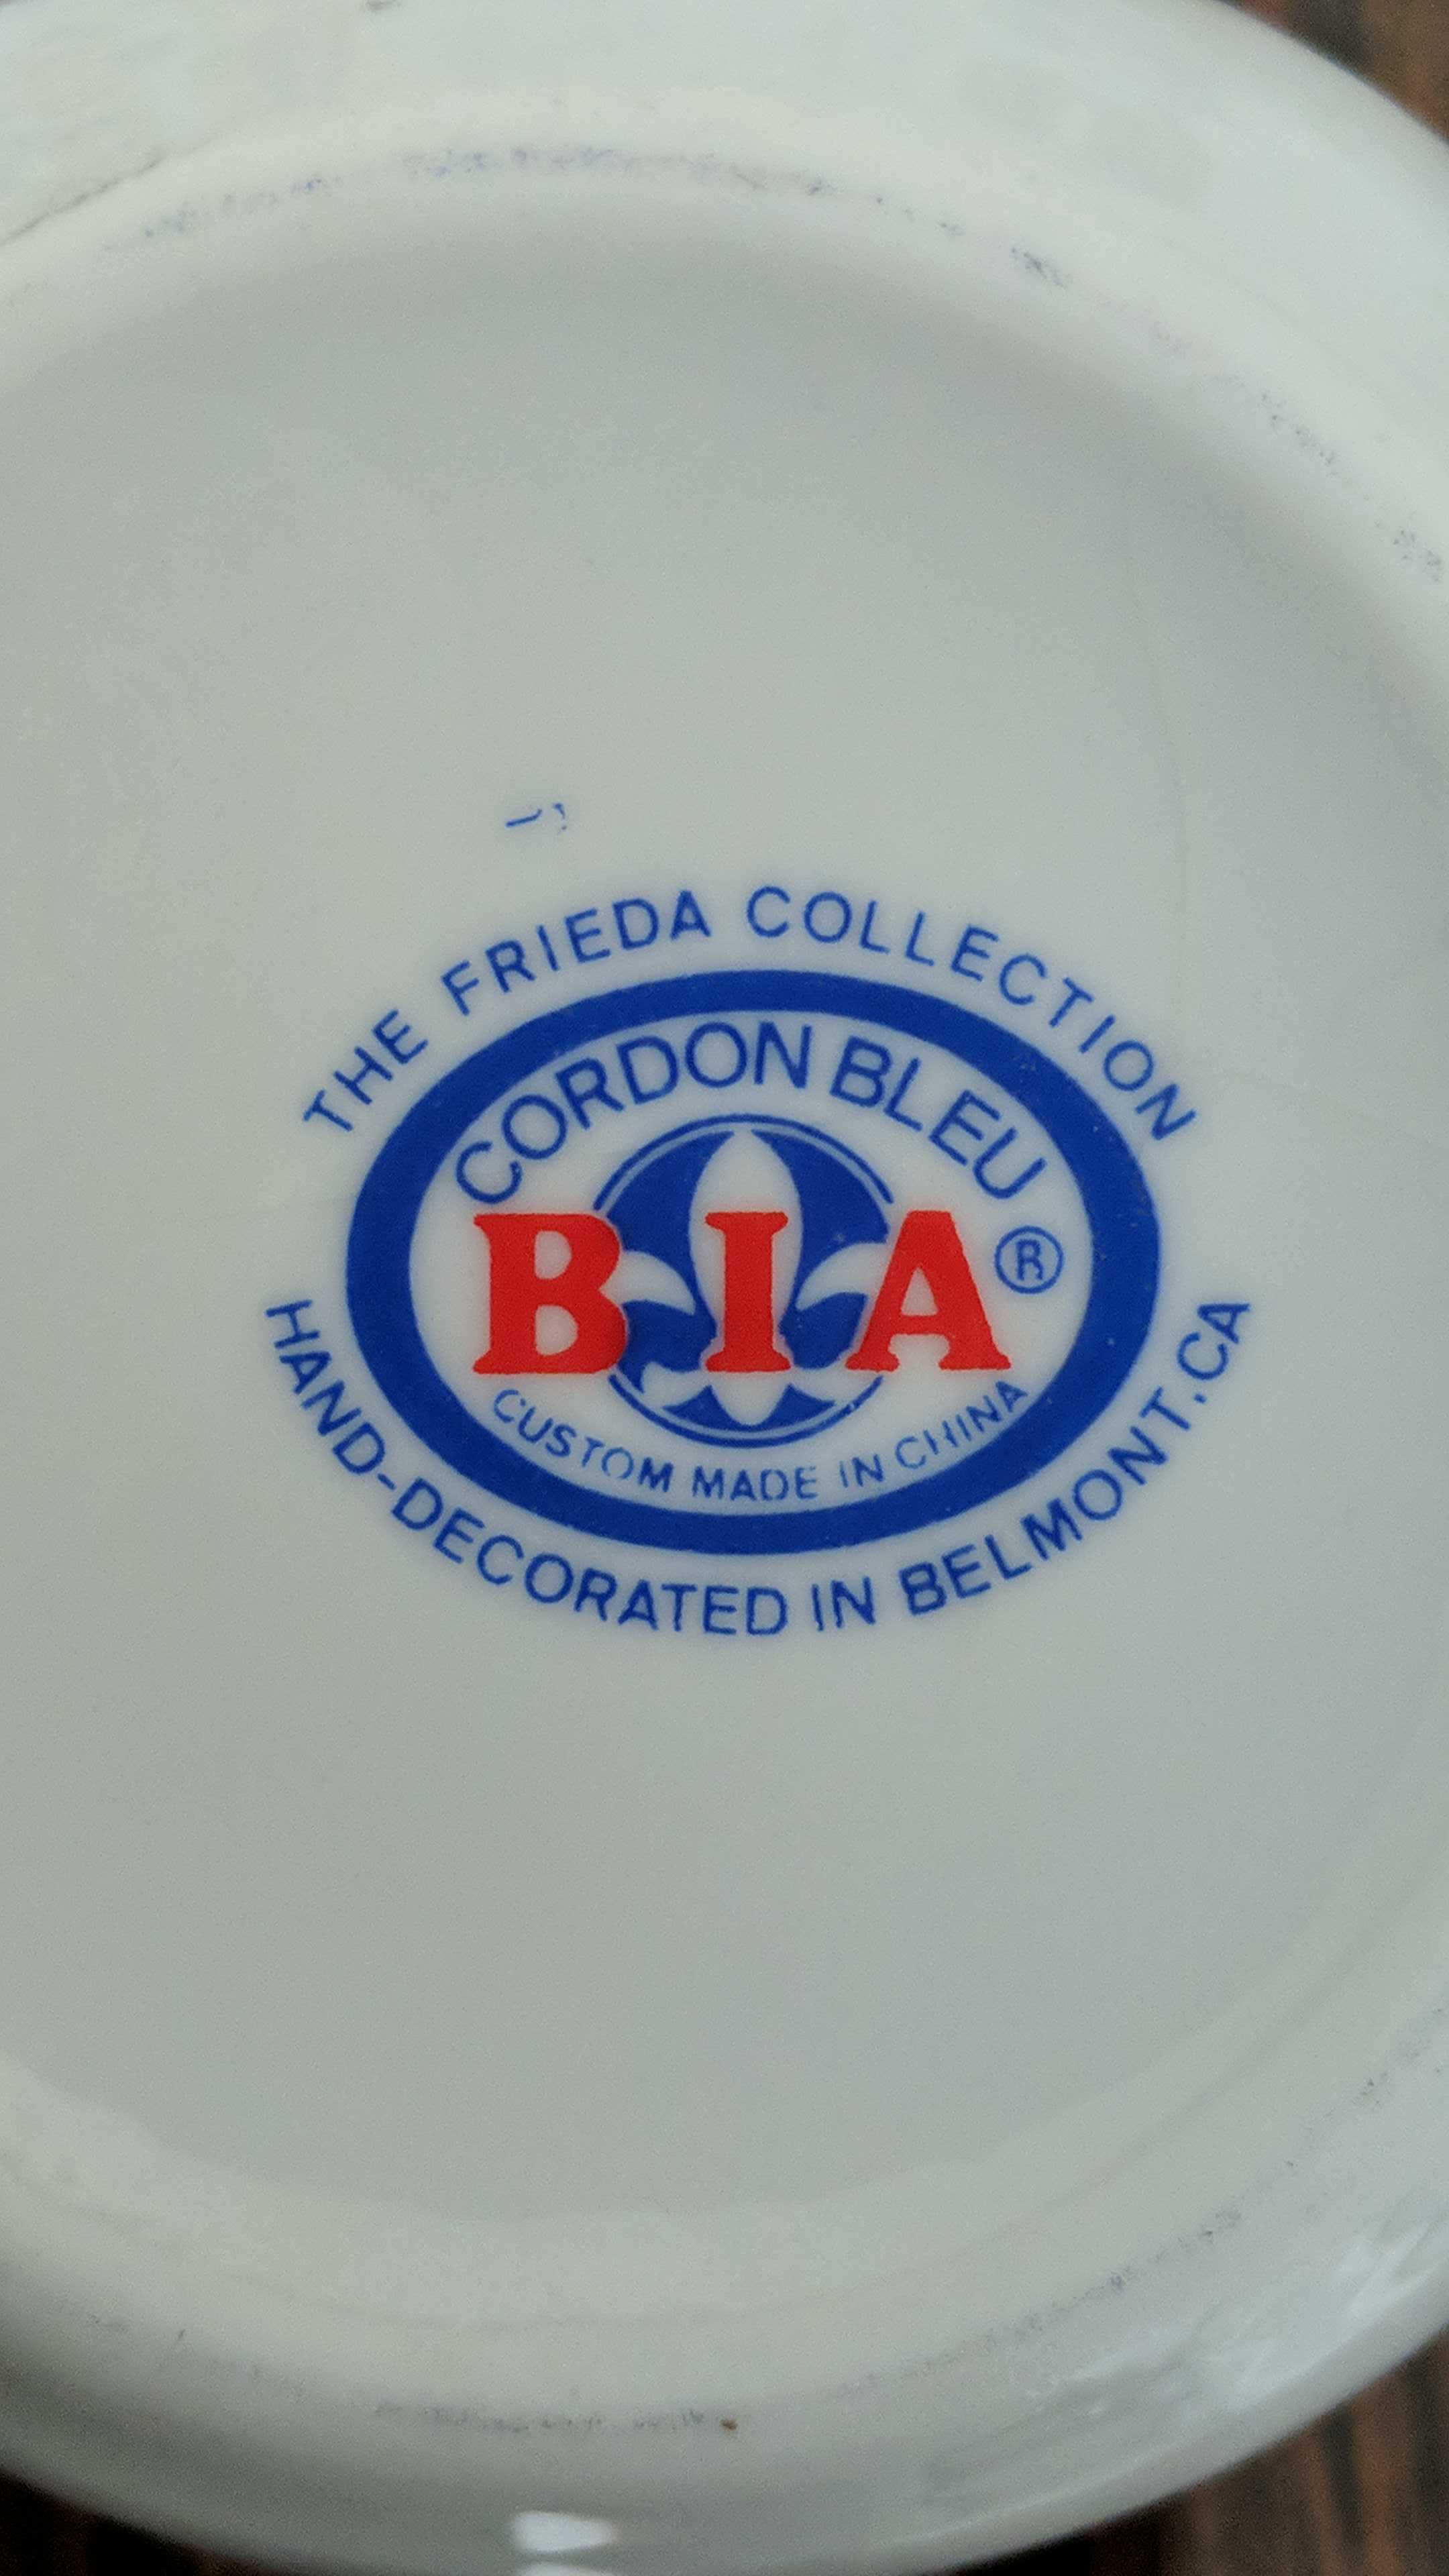 THE FRIEDA COLLECTION
CORDON BLEU
BIA®
CUSTOM MADE IN CHINA
HAND-DECORATED IN BELMONT, CA